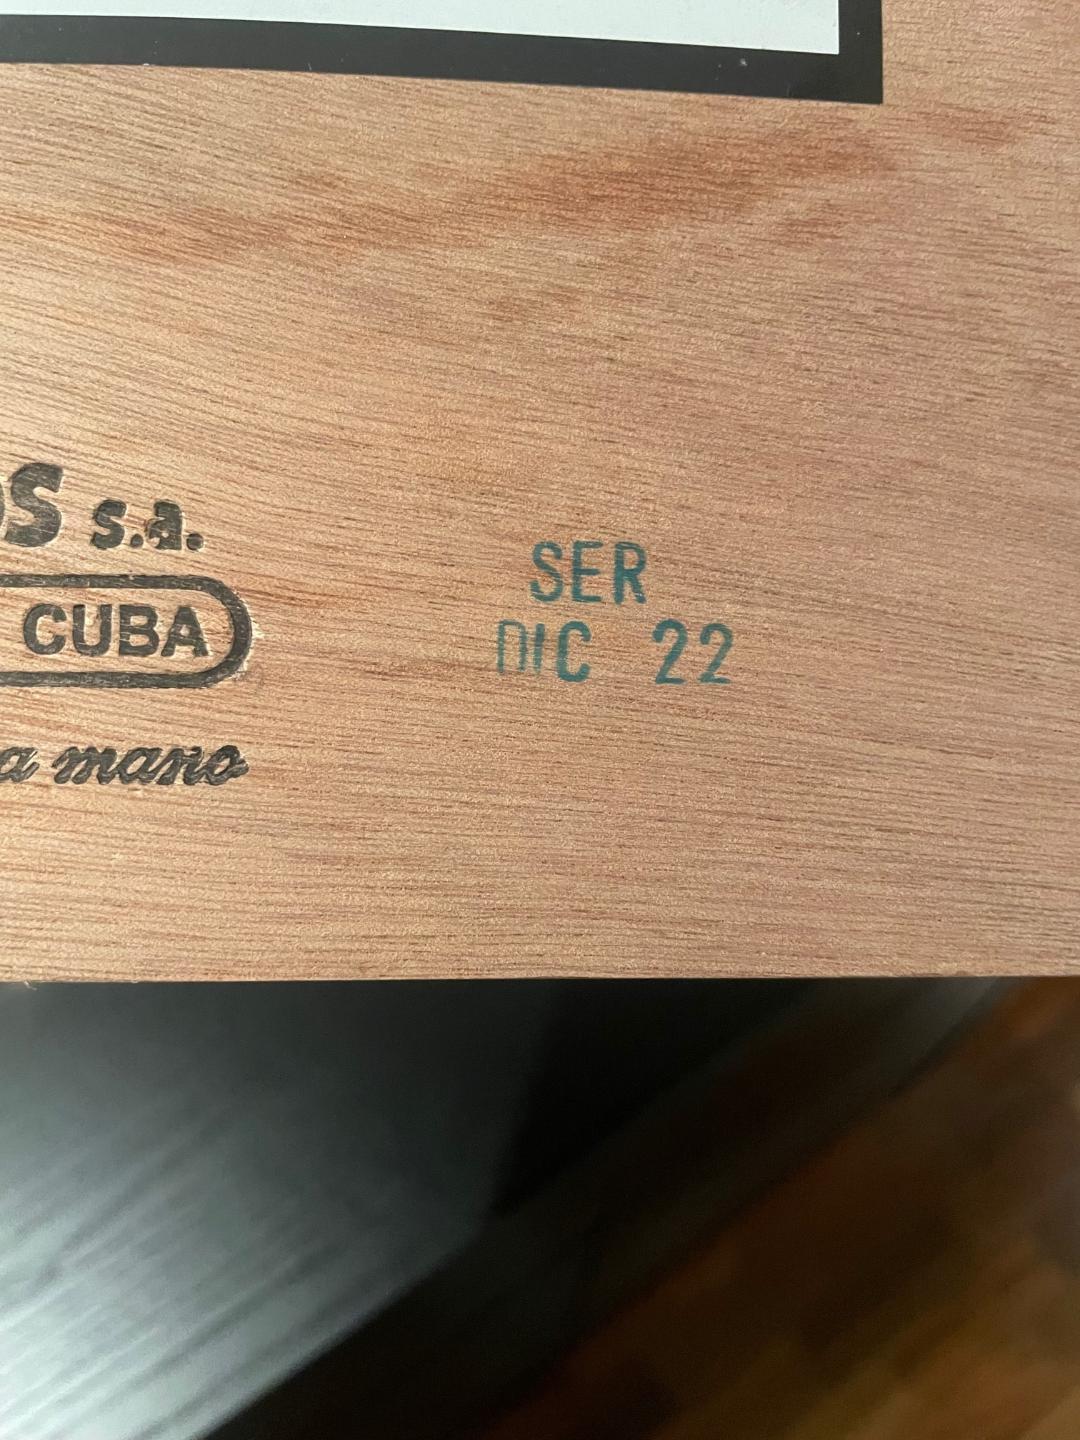 s.a.
CUBA
a mano
SER
DIC 22